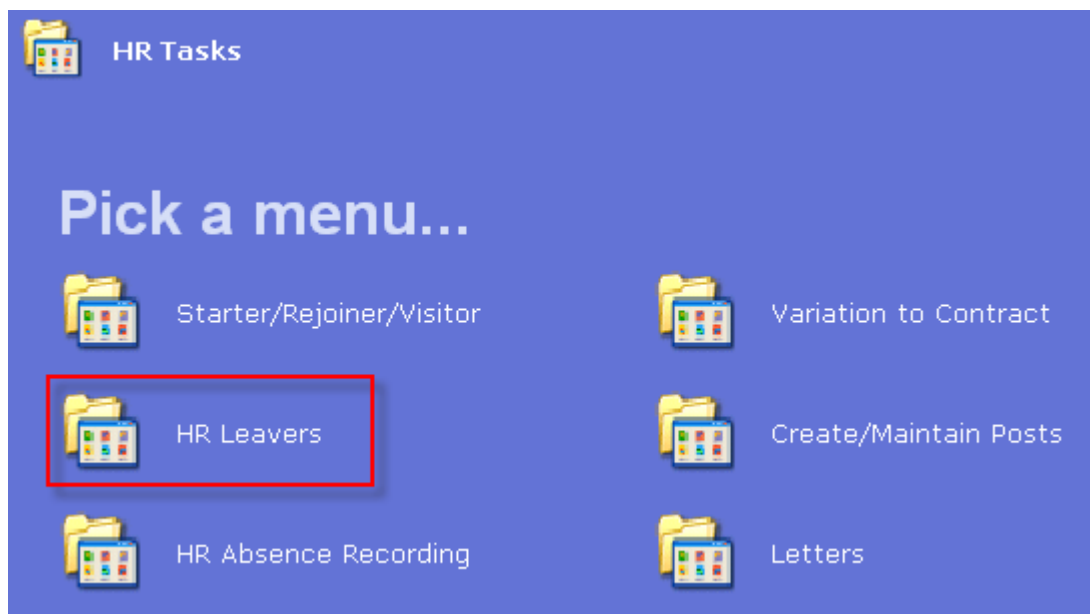 HR Tasks
Pick a menu...
Starter/Rejoiner/Visitor
Variation to Contract
HR Leavers
Create/Maintain Posts
HR Absence Recording
Letters